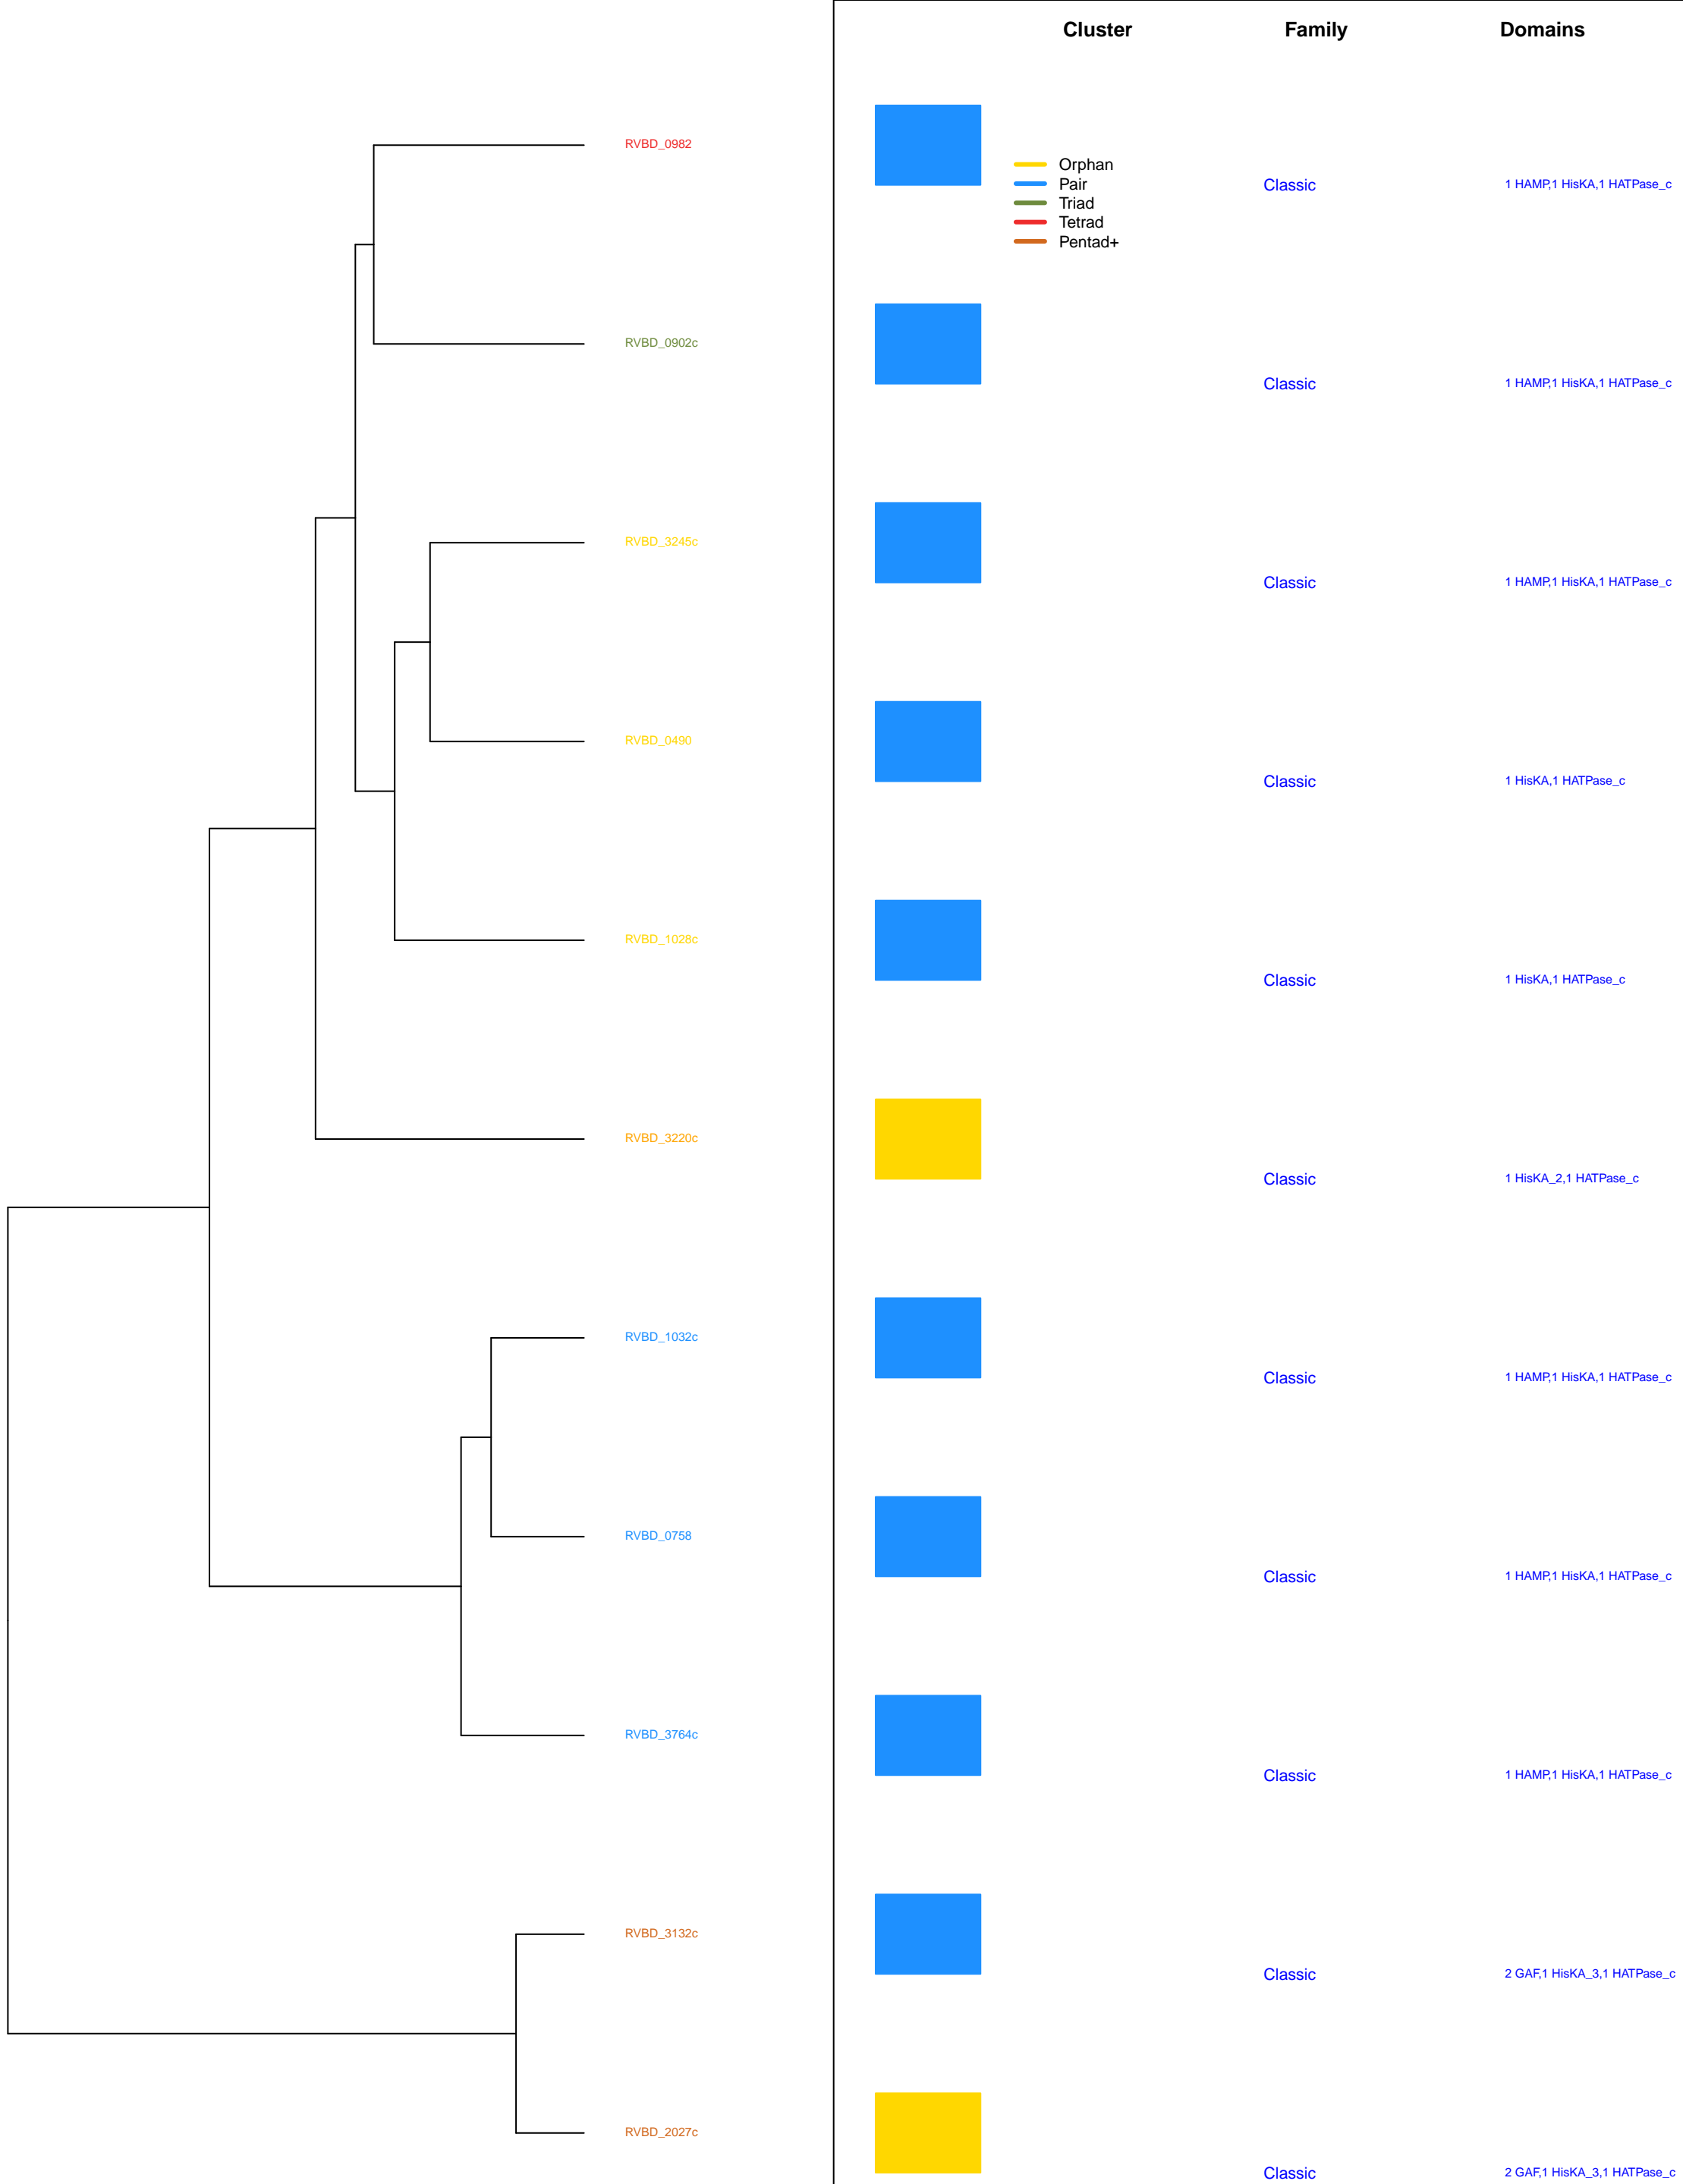 Cluster Family Domains
RVBD_0982
Orphan
Pair
Classic 1 HAMP,1 HisKA,1 HATPase_c
Triad
Tetrad
Pentad+
RVBD_0902c
Classic 1 HAMP,1 HisKA,1 HATPase_c
RVBD_3245c
Classic 1 HAMP,1 HisKA,1 HATPase_c
RVBD_0490
Classic 1 HisKA,1 HATPase_c
RVBD_1028c
Classic 1 HisKA,1 HATPase_c
RVBD_3220c
Classic 1 HisKA_2,1 HATPase_c
RVBD_1032c
Classic 1 HAMP,1 HisKA,1 HATPase_c
RVBD_0758
Classic 1 HAMP,1 HisKA,1 HATPase_c
RVBD_3764c
Classic 1 HAMP,1 HisKA,1 HATPase_c
RVBD_3132c
Classic 2 GAF,1 HisKA_3,1 HATPase_c
RVBD_2027c
Classic 2 GAF,1 HisKA_3,1 HATPase_c